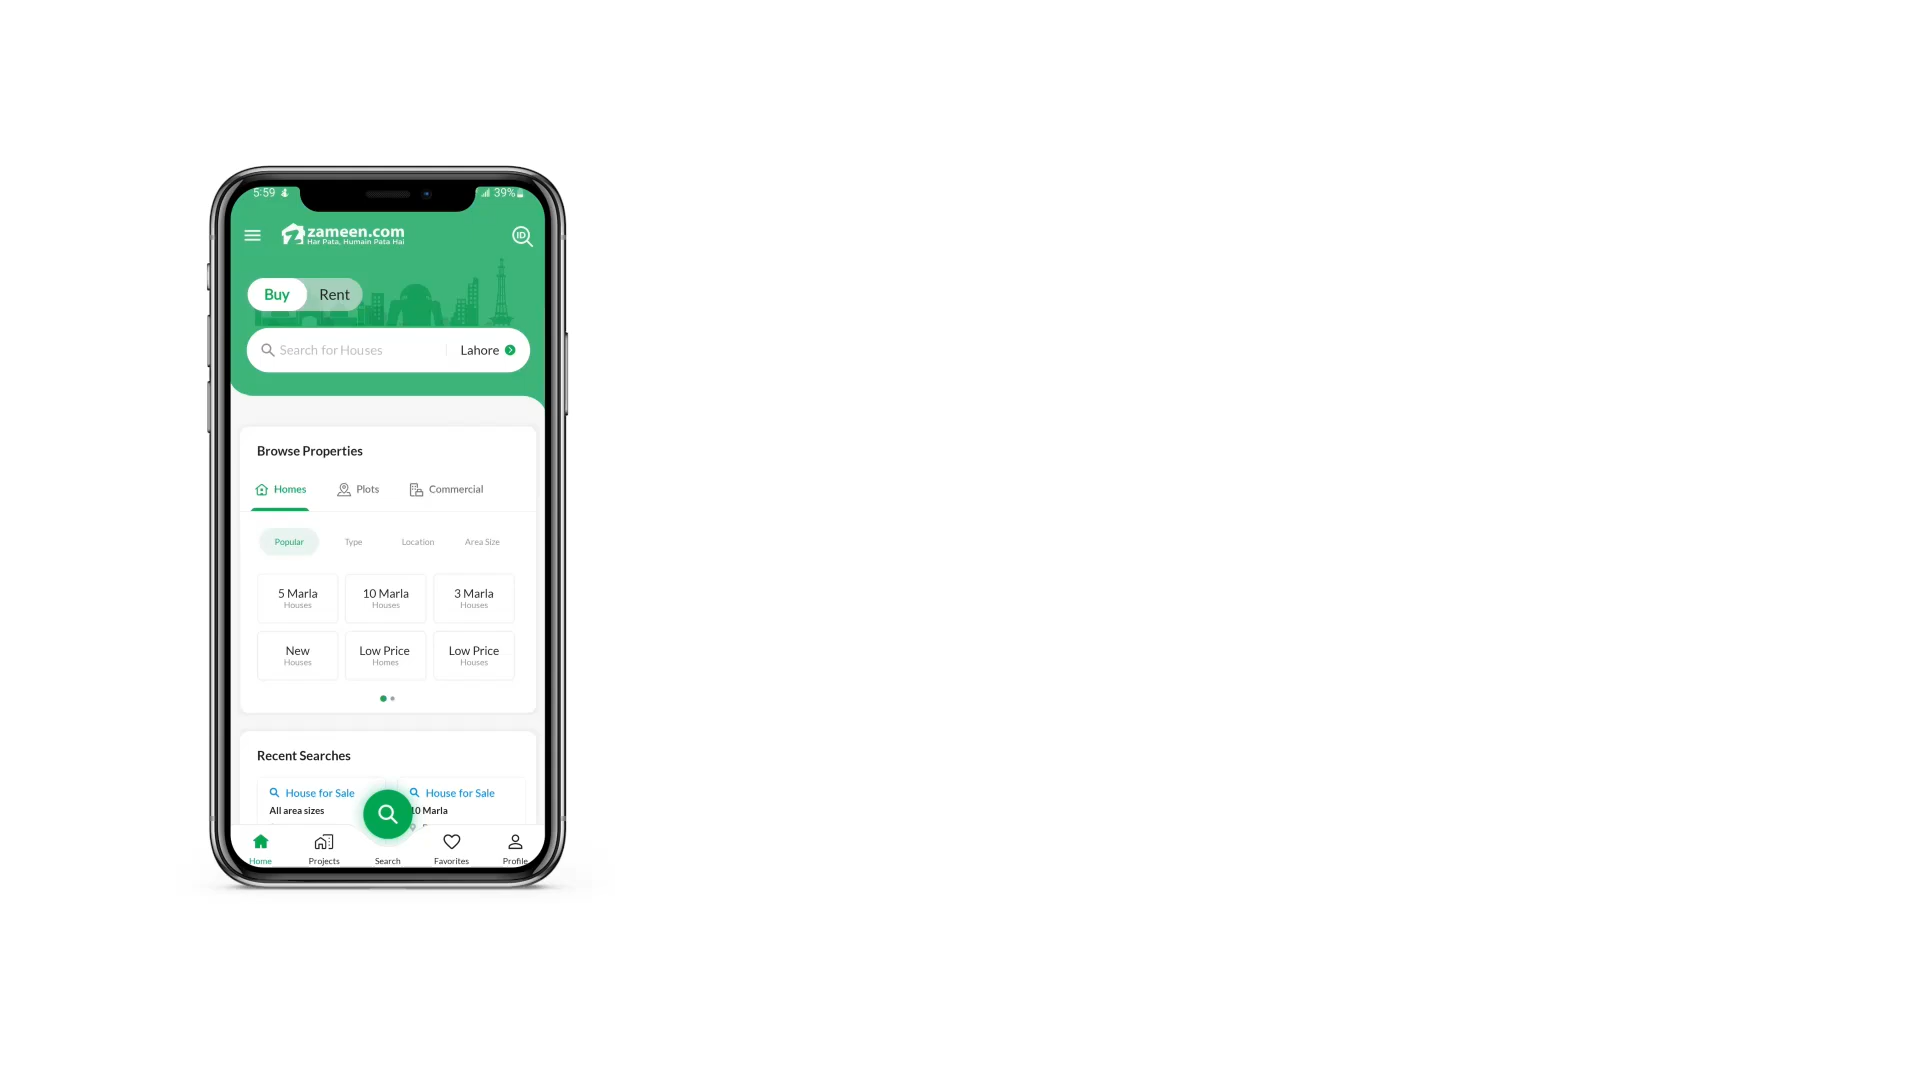 5:59
39%
zameen.com
Har Pata, Humain Pata Hai
ID
Buy Rent
Search for Houses Lahore
Browse Properties
Homes Plots Commercial
Popular Type Location Area Size
5 Marla 10 Marla 3 Marla
Houses Houses Houses
New Low Price Low Price
Houses Homes Houses
Recent Searches
House for Sale House for Sale
All area sizes 10 Marla
Home Projects Search Favorites Profile